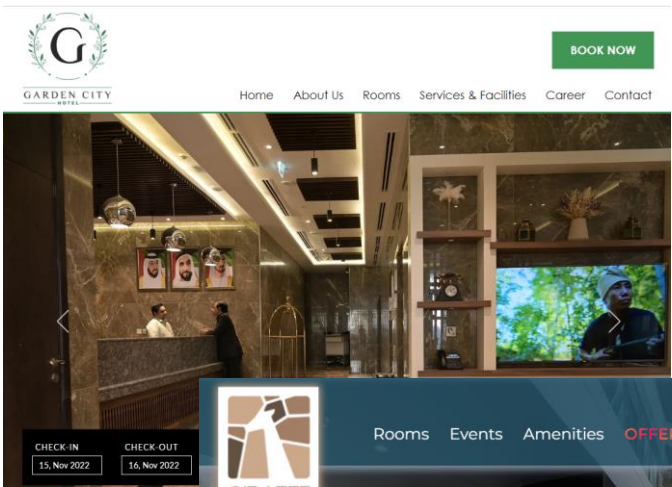 G
GARDEN CITY
HOTEL
BOOK NOW
Home About Us Rooms Services & Facilities Career Contact
CHECK-IN CHECK-OUT
15, Nov 2022 16, Nov 2022
Rooms Events Amenities